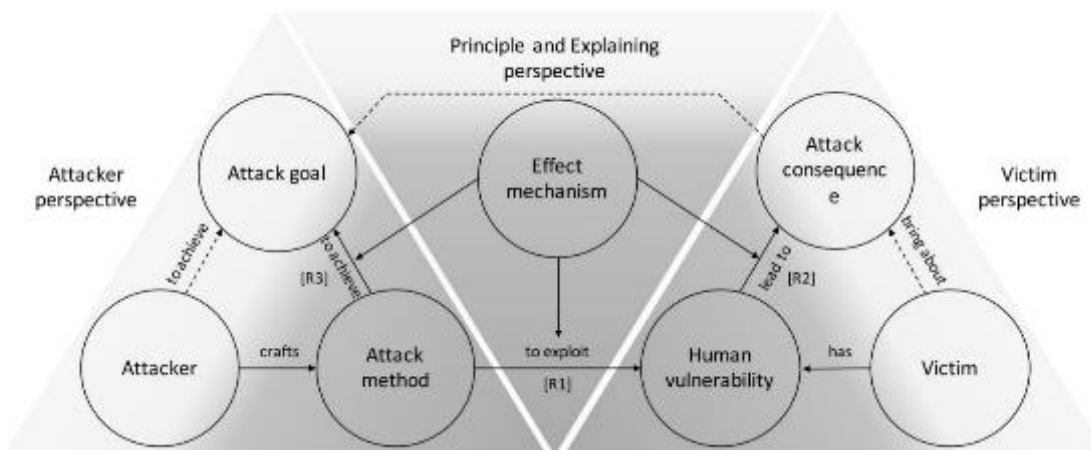 Principle and Explaining
perspective
Attacker
perspective
Attack goal
Effect
mechanism
Attack
consequenc
e
Victim
perspective
to achieve
to achieve
[R3]
lead to
[R2]
bring about
Attacker
crafts
Attack
method
to exploit
[R1]
Human
vulnerability
has
Victim